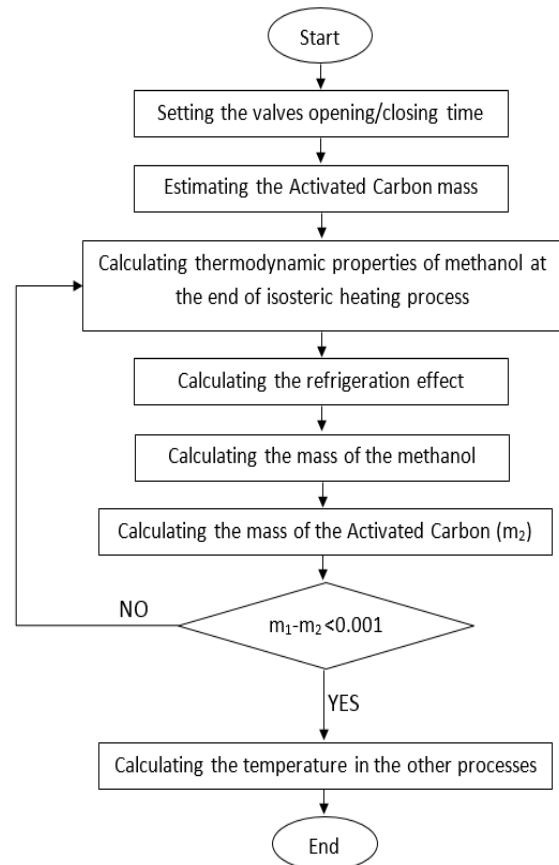 Start
Setting the valves opening/closing time
Estimating the Activated Carbon mass
Calculating thermodynamic properties of methanol at
the end of isosteric heating process
Calculating the refrigeration effect
Calculating the mass of the methanol
Calculating the mass of the Activated Carbon (m₂)
NO
m₁-m₂<0.001
YES
Calculating the temperature in the other processes
End